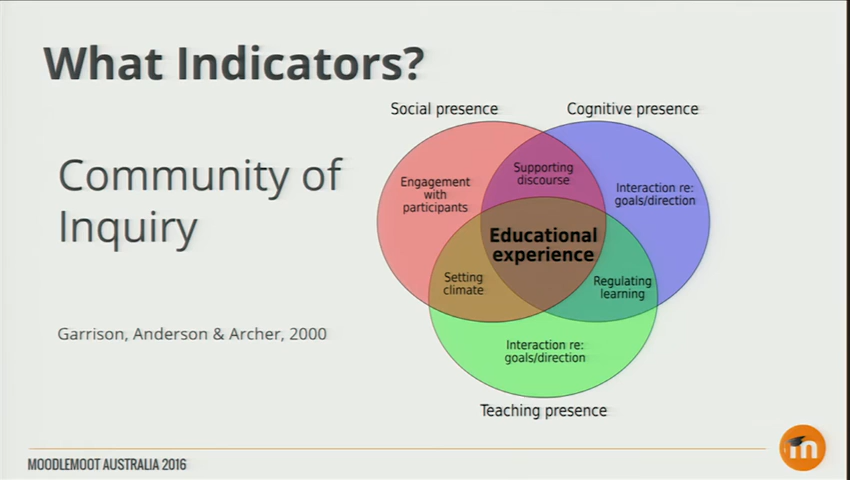 What Indicators?
Community of
Inquiry
Garrison, Anderson & Archer, 2000
Social presence
Cognitive presence
Engagement
with
participants
Supporting
discourse
Interaction re:
goals/direction
Educational
experience
Setting
climate
Regulating
learning
Interaction re:
goals/direction
Teaching presence
MOODLEMOOT AUSTRALIA 2016
m